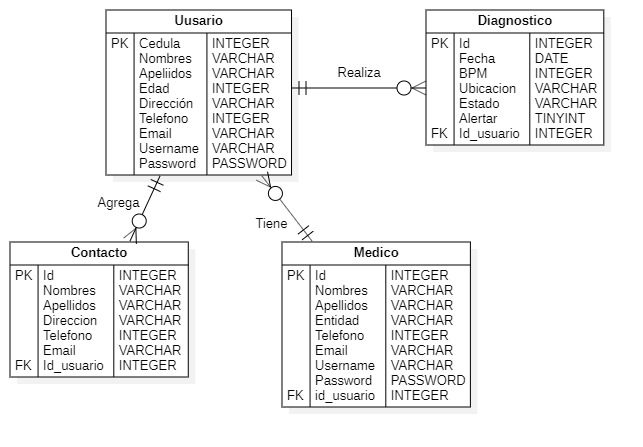 Uusario
PK Cedula INTEGER
Nombres VARCHAR
Apeliidos VARCHAR
Edad INTEGER
Dirección VARCHAR
Telefono INTEGER
Email VARCHAR
Username VARCHAR
Password PASSWORD
Realiza
Diagnostico
PK Id INTEGER
Fecha DATE
BPM INTEGER
Ubicacion VARCHAR
Estado VARCHAR
Alertar TINYINT
FK Id_usuario INTEGER
Agrega
Tiene
Contacto
PK Id INTEGER
Nombres VARCHAR
Apellidos VARCHAR
Direccion VARCHAR
Telefono INTEGER
Email VARCHAR
FK Id_usuario INTEGER
Medico
PK Id INTEGER
Nombres VARCHAR
Apellidos VARCHAR
Entidad VARCHAR
Telefono INTEGER
Email VARCHAR
Username VARCHAR
Password PASSWORD
FK id_usuario INTEGER